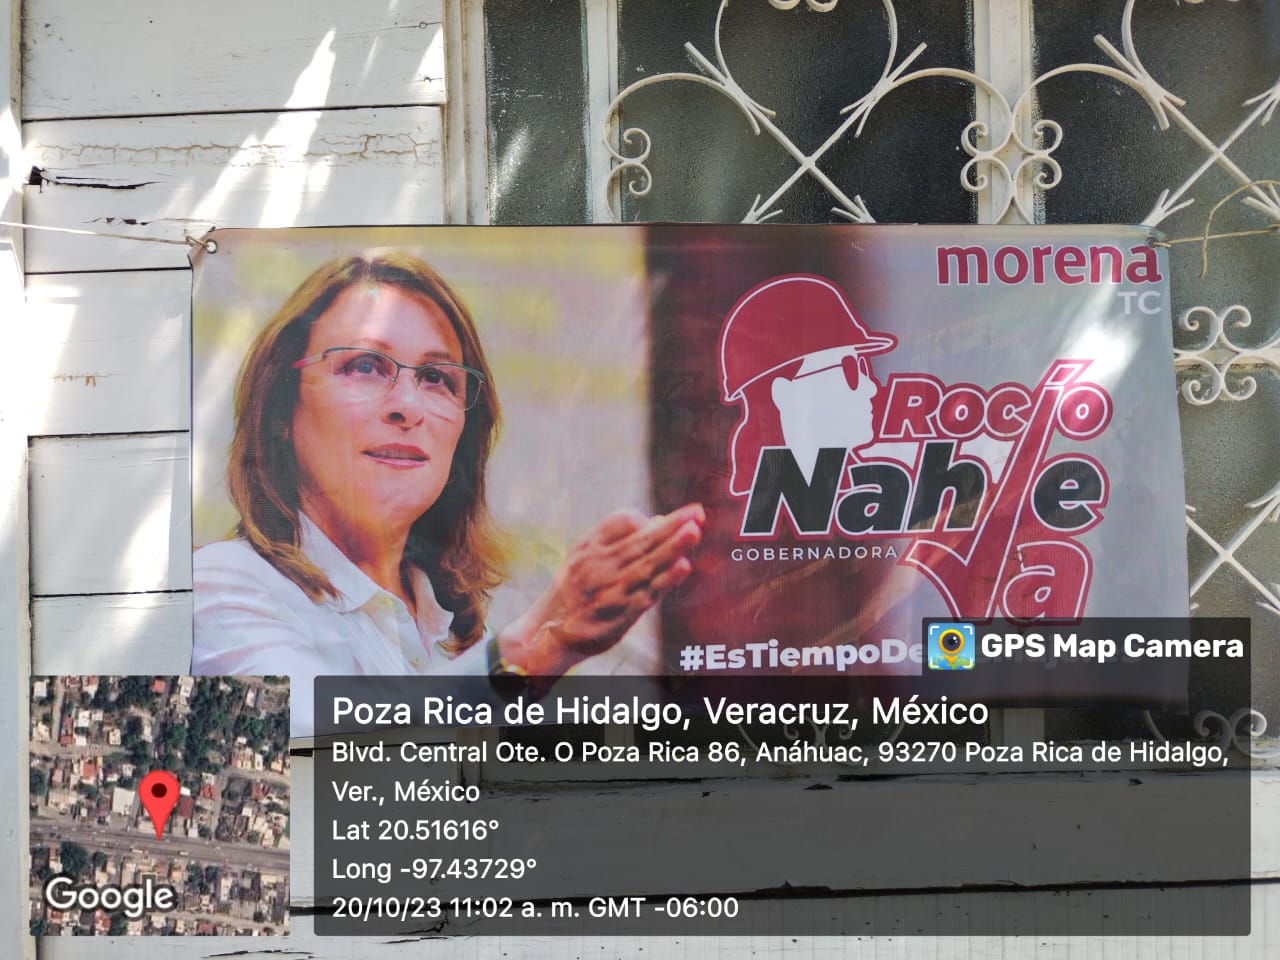 morena
TC
Rocío
Nahle
GOBERNADORA
Va
#EsTiempoDe
GPS Map Camera
Poza Rica de Hidalgo, Veracruz, México
Blvd. Central Ote. O Poza Rica 86, Anáhuac, 93270 Poza Rica de Hidalgo,
Ver., México
Lat 20.51616°
Long -97.43729°
20/10/23 11:02 a. m. GMT -06:00
Google